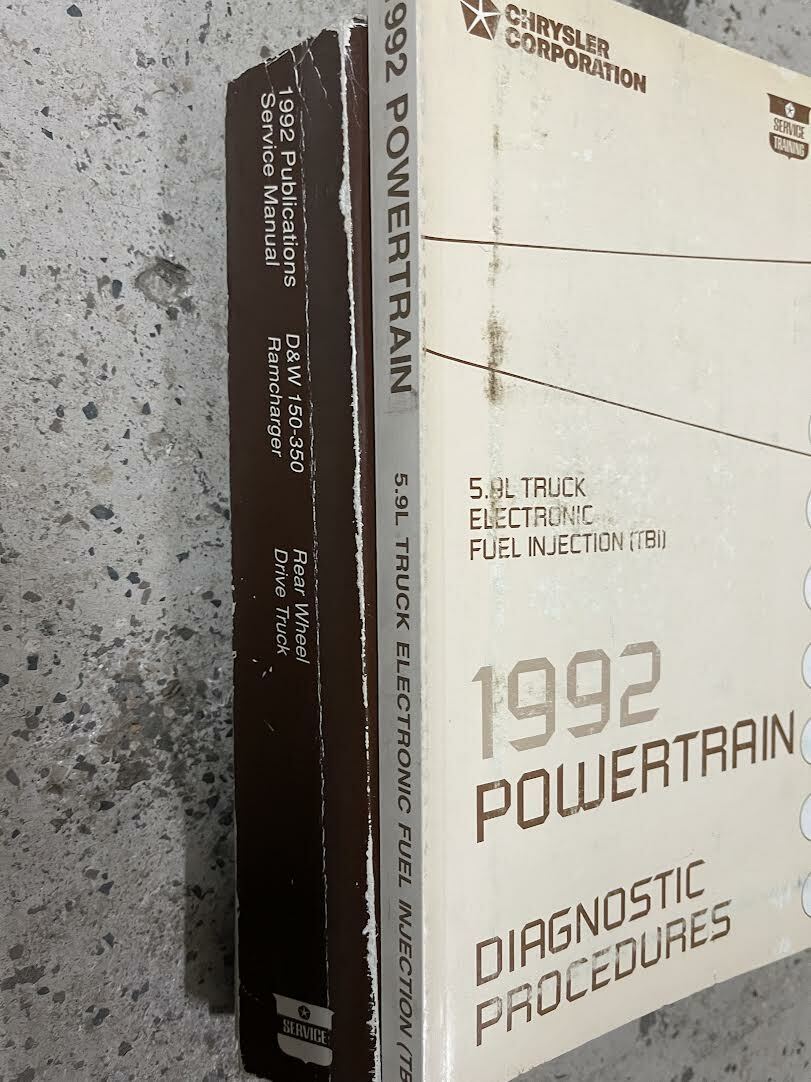 1992 Publications
Service Manual
D&W 150-350
Ramcharger
Rear Wheel
Drive Truck
SERVICE
1992 POWERTRAIN
5.9L TRUCK ELECTRONIC FUEL INJECTION (TB
CHRYSLER
CORPORATION
SERVICE
TRAINING
5.9L TRUCK
ELECTRONIC
FUEL INJECTION (TBI)
1992
POWERTRAIN
DIAGNOSTIC
PROCEDURES